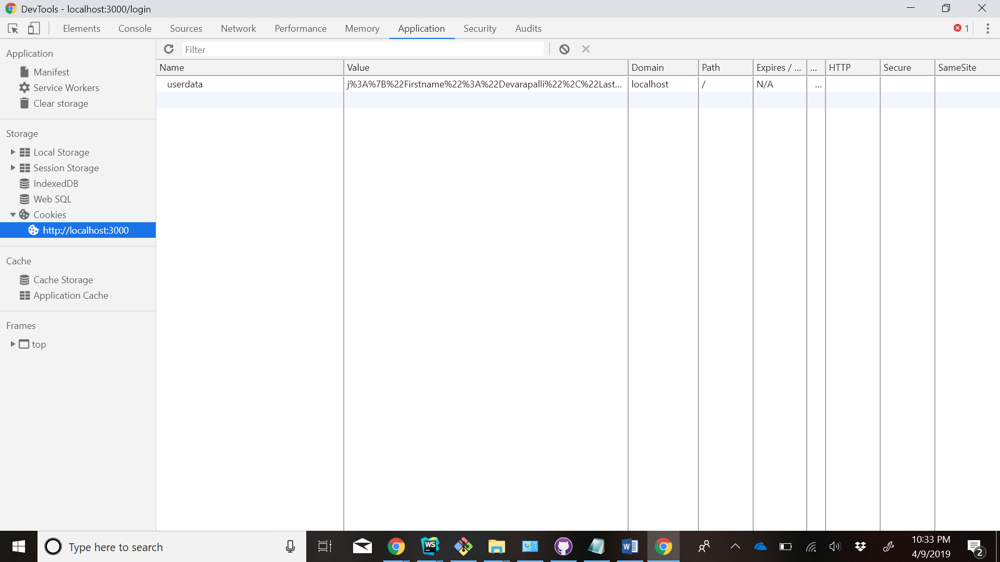 DevTools - localhost:3000/login
Elements Console Sources Network Performance Memory Application Security Audits 1
Application
Manifest
Service Workers
Clear storage
Storage
Local Storage
Session Storage
IndexedDB
Web SQL
Cookies
http://localhost:3000
Cache
Cache Storage
Application Cache
Frames
top
Filter
Name Value Domain Path Expires / ... ... HTTP Secure SameSite
userdata j%3A%7B%22Firstname%22%3A%22Devarapalli%22%2C%22Last... localhost / N/A ...
Type here to search
WS
W
10:33 PM
4/9/2019
2